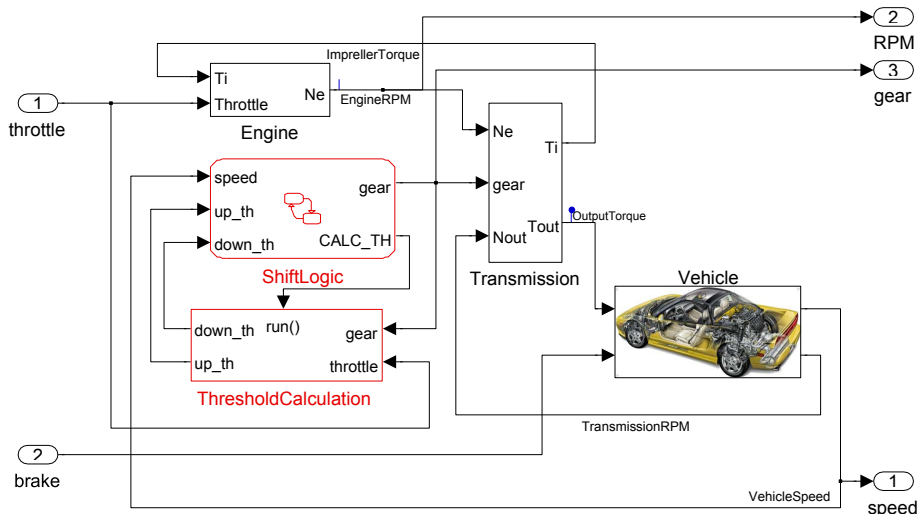 2
RPM
ImprellerTorque
Ti
Ne
Throttle
EngineRPM
3
gear
1
throttle
Engine
Ne
Ti
gear
Nout
Tout
OutputTorque
Transmission
speed
gear
up_th
down_th
CALC_TH
ShiftLogic
Vehicle
down_th
run()
gear
up_th
throttle
ThresholdCalculation
TransmissionRPM
2
brake
VehicleSpeed
1
speed